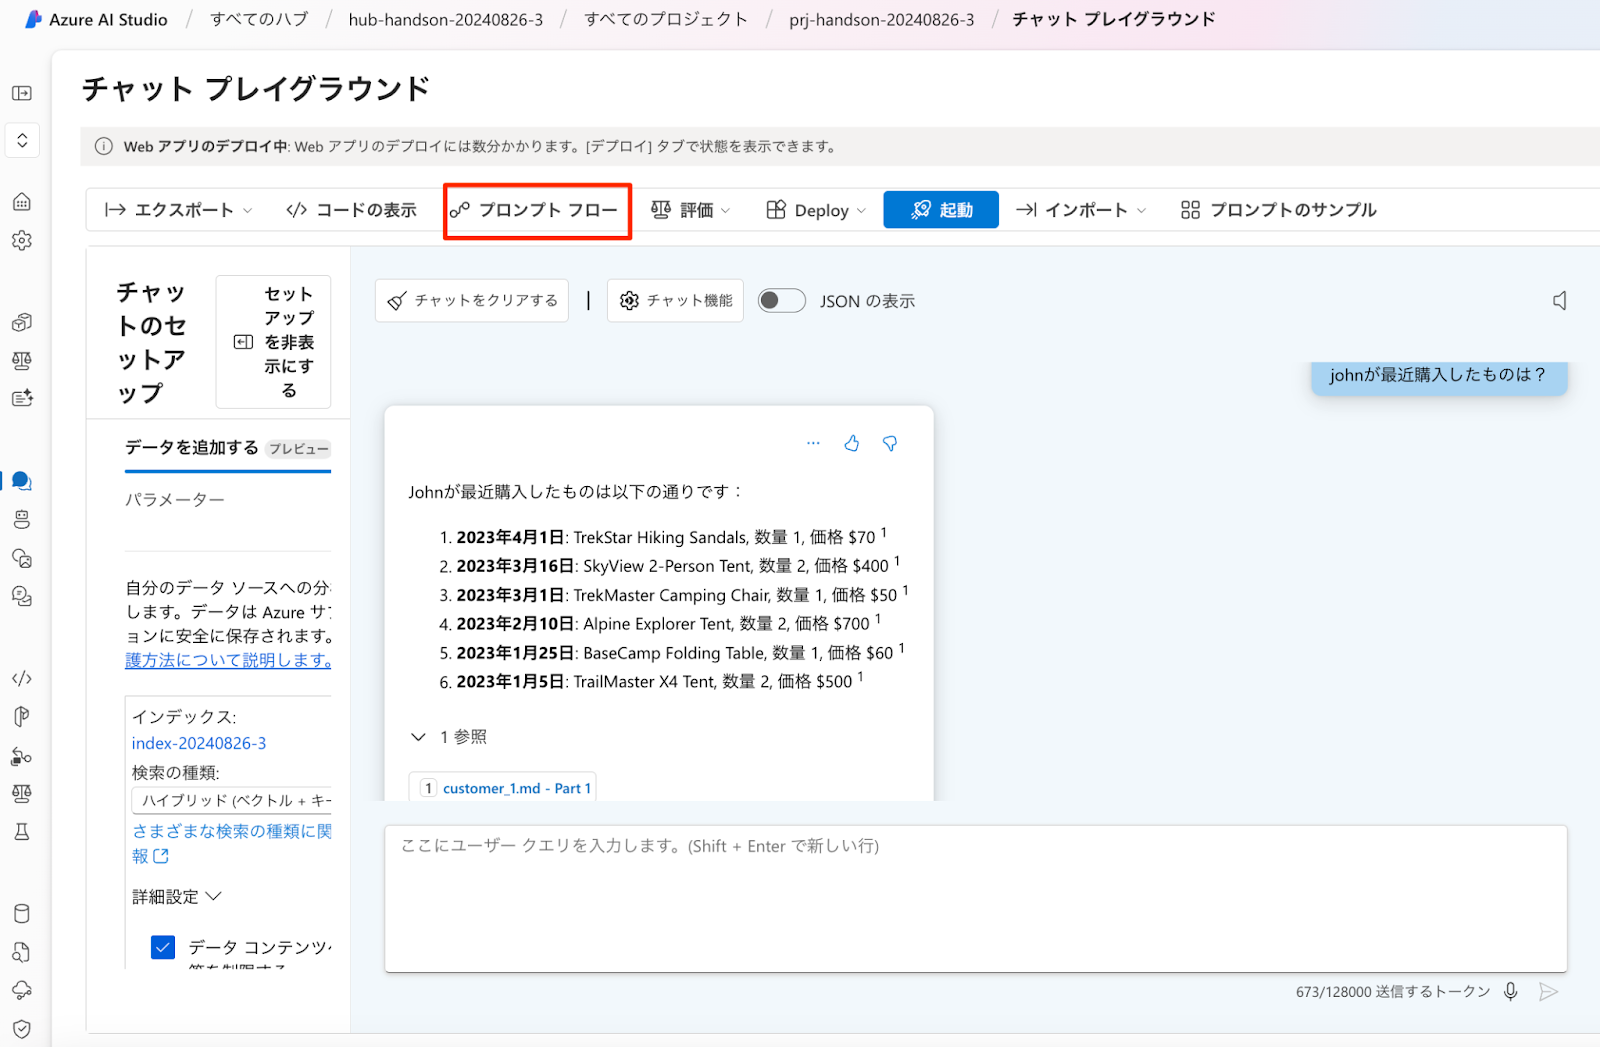 Azure AI Studio / すべてのハブ / hub-handson-20240826-3 / すべてのプロジェクト / prj-handson-20240826-3 / チャット プレイグラウンド
チャット プレイグラウンド
Web アプリのデプロイ中: Web アプリのデプロイには数分かかります。[デプロイ] タブで状態を表示できます。
エクスポート コードの表示 プロンプト フロー 評価 Deploy 起動 インポート プロンプトのサンプル
チャッ
トのセ
ットア
ップ
セット
アップ
を非表
示にす
る
データを追加する プレビュー
パラメーター
自分のデータ ソースへの分
します。データは Azure サブ
ョンに安全に保存されます。
護方法について説明します。
インデックス:
index-20240826-3
検索の種類:
ハイブリッド (ベクトル + キー
さまざまな検索の種類に関
報
詳細設定
データ コンテンツへ
答を制限する
チャットをクリアする | チャット機能 JSON の表示
johnが最近購入したものは？
Johnが最近購入したものは以下の通りです：
1. 2023年4月1日: TrekStar Hiking Sandals, 数量 1, 価格 $70 1
2. 2023年3月16日: SkyView 2-Person Tent, 数量 2, 価格 $400 1
3. 2023年3月1日: TrekMaster Camping Chair, 数量 1, 価格 $50 1
4. 2023年2月10日: Alpine Explorer Tent, 数量 2, 価格 $700 1
5. 2023年1月25日: BaseCamp Folding Table, 数量 1, 価格 $60 1
6. 2023年1月5日: TrailMaster X4 Tent, 数量 2, 価格 $500 1
1 参照
1 customer_1.md - Part 1
ここにユーザー クエリを入力します。(Shift + Enter で新しい行)
673/128000 送信するトークン